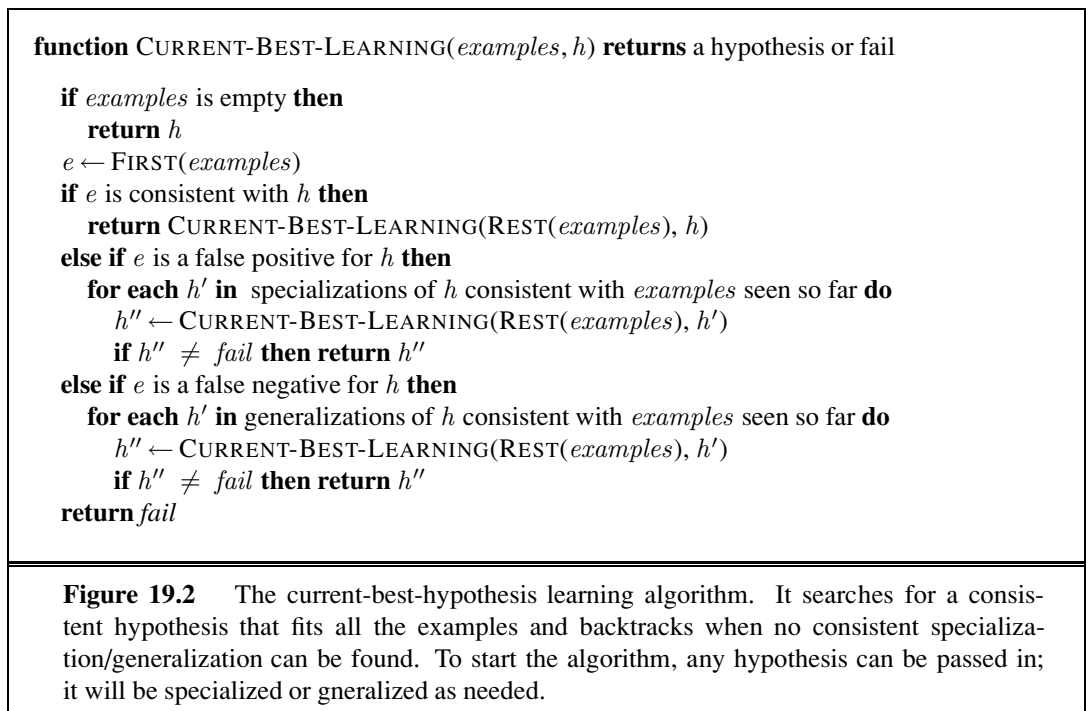 function CURRENT-BEST-LEARNING(examples, h) returns a hypothesis or fail
if examples is empty then
return h
e ← FIRST(examples)
if e is consistent with h then
return CURRENT-BEST-LEARNING(REST(examples), h)
else if e is a false positive for h then
for each h′ in specializations of h consistent with examples seen so far do
h′′ ← CURRENT-BEST-LEARNING(REST(examples), h′)
if h′′ ≠ fail then return h′′
else if e is a false negative for h then
for each h′ in generalizations of h consistent with examples seen so far do
h′′ ← CURRENT-BEST-LEARNING(REST(examples), h′)
if h′′ ≠ fail then return h′′
return fail
Figure 19.2 The current-best-hypothesis learning algorithm. It searches for a consis-
tent hypothesis that fits all the examples and backtracks when no consistent specializa-
tion/generalization can be found. To start the algorithm, any hypothesis can be passed in;
it will be specialized or gneralized as needed.